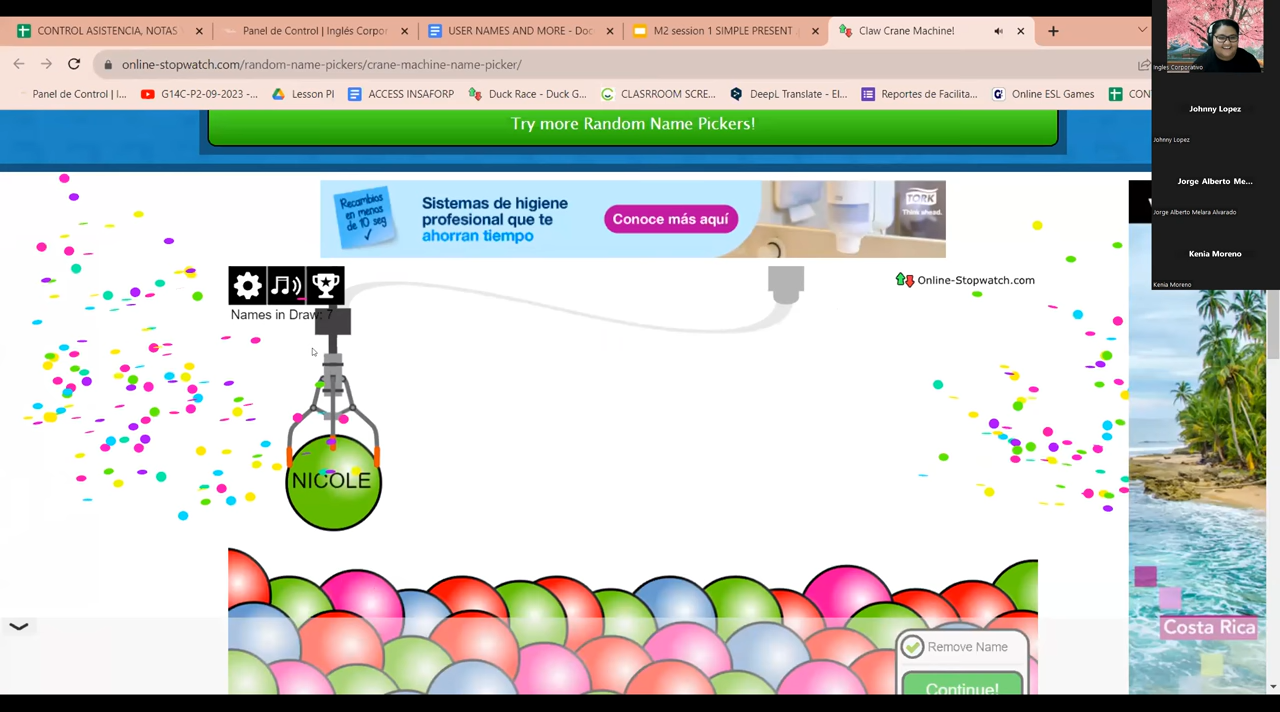 CONTROL ASISTENCIA, NOTAS
Panel de Control | Inglés Corpor
USER NAMES AND MORE - Doc
M2 session 1 SIMPLE PRESENT
Claw Crane Machine!
online-stopwatch.com/random-name-pickers/crane-machine-name-picker/
Panel de Control | I...
G14C-P2-09-2023 -...
Lesson Pl
ACCESS INSAFORP
Duck Race - Duck G...
CLASRROOM SCRE...
DeepL Translate - El...
Reportes de Facilita...
Online ESL Games
CON
Ingles Corporativo
Johnny Lopez
Johnny Lopez
Jorge Alberto Me...
Jorge Alberto Melara Alvarado
Kenia Moreno
Kenia Moreno
Try more Random Name Pickers!
Recambios
en menos
de 10 seg
Sistemas de higiene
profesional que te
ahorran tiempo
Conoce más aquí
TORK
Think ahead.
Online-Stopwatch.com
Names in Draw: 7
NICOLE
Remove Name
Continue!
Costa Rica